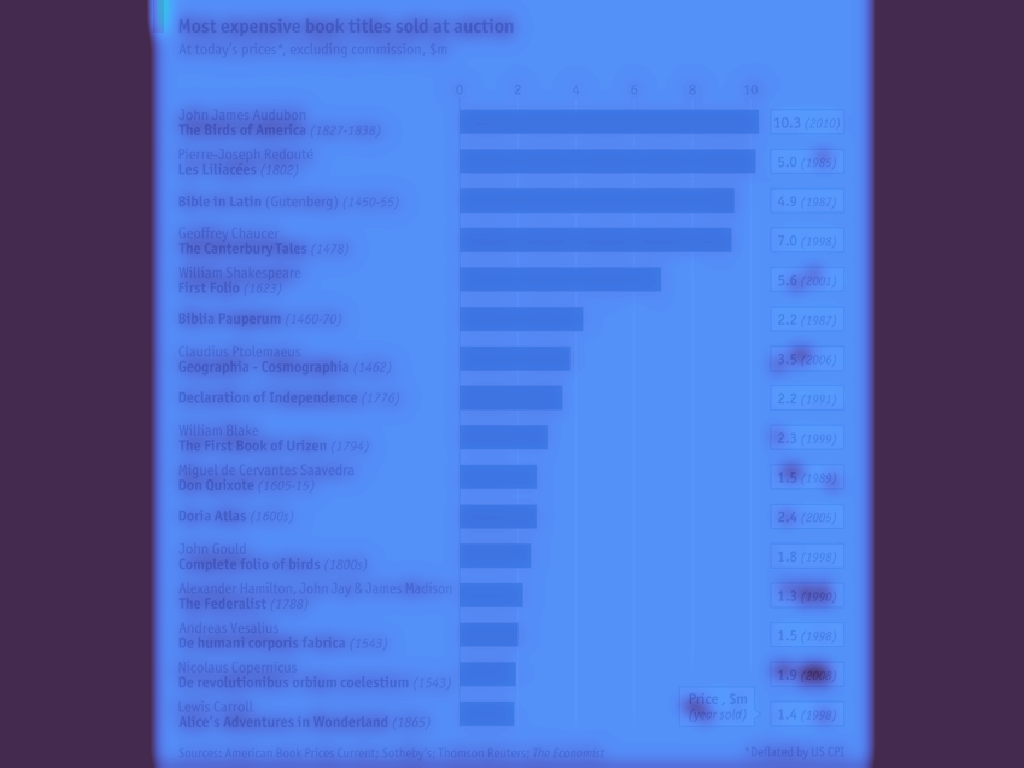 Most expensive book titles sold at auction
At today's prices*, excluding commission, $m
0 2 4 6 8 10
John James Audubon
The Birds of America (1827-1838) 10.3 (2010)
Pierre-Joseph Redouté
Les Liliacées (1802) 5.0 (1985)
Bible in Latin (Gutenberg) (1450-55) 4.9 (1987)
Geoffrey Chaucer
The Canterbury Tales (1478) 7.0 (1998)
William Shakespeare
First Folio (1623) 5.6 (2001)
Biblia Pauperum (1460-70) 2.2 (1987)
Claudius Ptolemaeus
Geographia - Cosmographia (1462) 3.5 (2006)
Declaration of Independence (1776) 2.2 (1991)
William Blake
The First Book of Urizen (1794) 2.3 (1999)
Miguel de Cervantes Saavedra
Don Quixote (1605-15) 1.5 (1989)
Doria Atlas (1600s) 2.4 (2005)
John Gould
Complete folio of birds (1800s) 1.8 (1998)
Alexander Hamilton, John Jay & James Madison
The Federalist (1788) 1.3 (1990)
Andreas Vesalius
De humani corporis fabrica (1543) 1.5 (1998)
Nicolaus Copernicus
De revolutionibus orbium coelestium (1543) 1.9 (2008)
Lewis Carroll
Alice's Adventures in Wonderland (1865) 1.4 (1998)
Price , $m
(year sold)
Sources: American Book Prices Current; Sotheby's; Thomson Reuters; The Economist *Deflated by US CPI